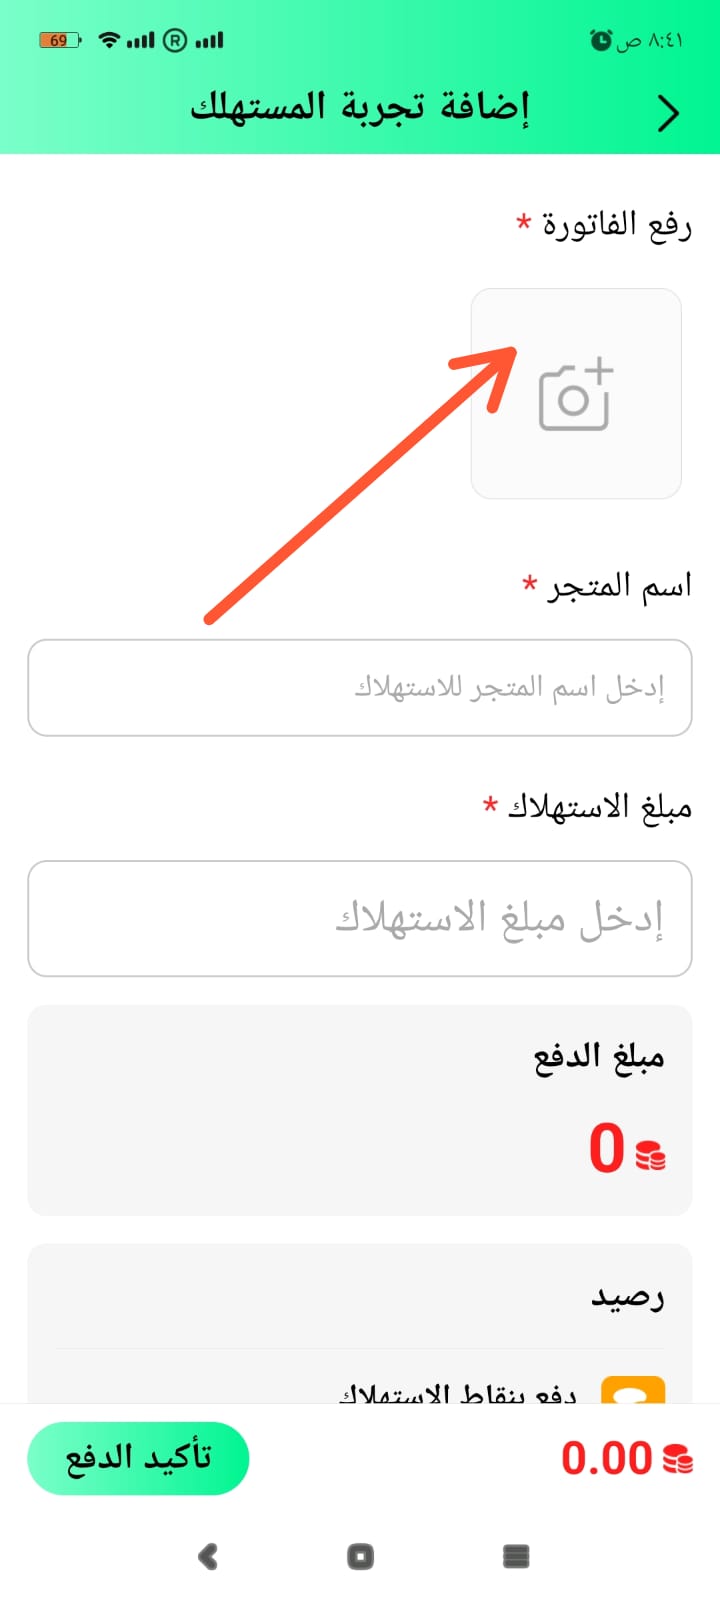 ٨:٤١ ص
69
إضافة تجربة المستهلك
رفع الفاتورة *
اسم المتجر *
إدخل اسم المتجر للاستهلاك
مبلغ الاستهلاك *
إدخل مبلغ الاستهلاك
مبلغ الدفع
0
رصيد
دفع بنقاط الاستهلاك
0.00
تأكيد الدفع